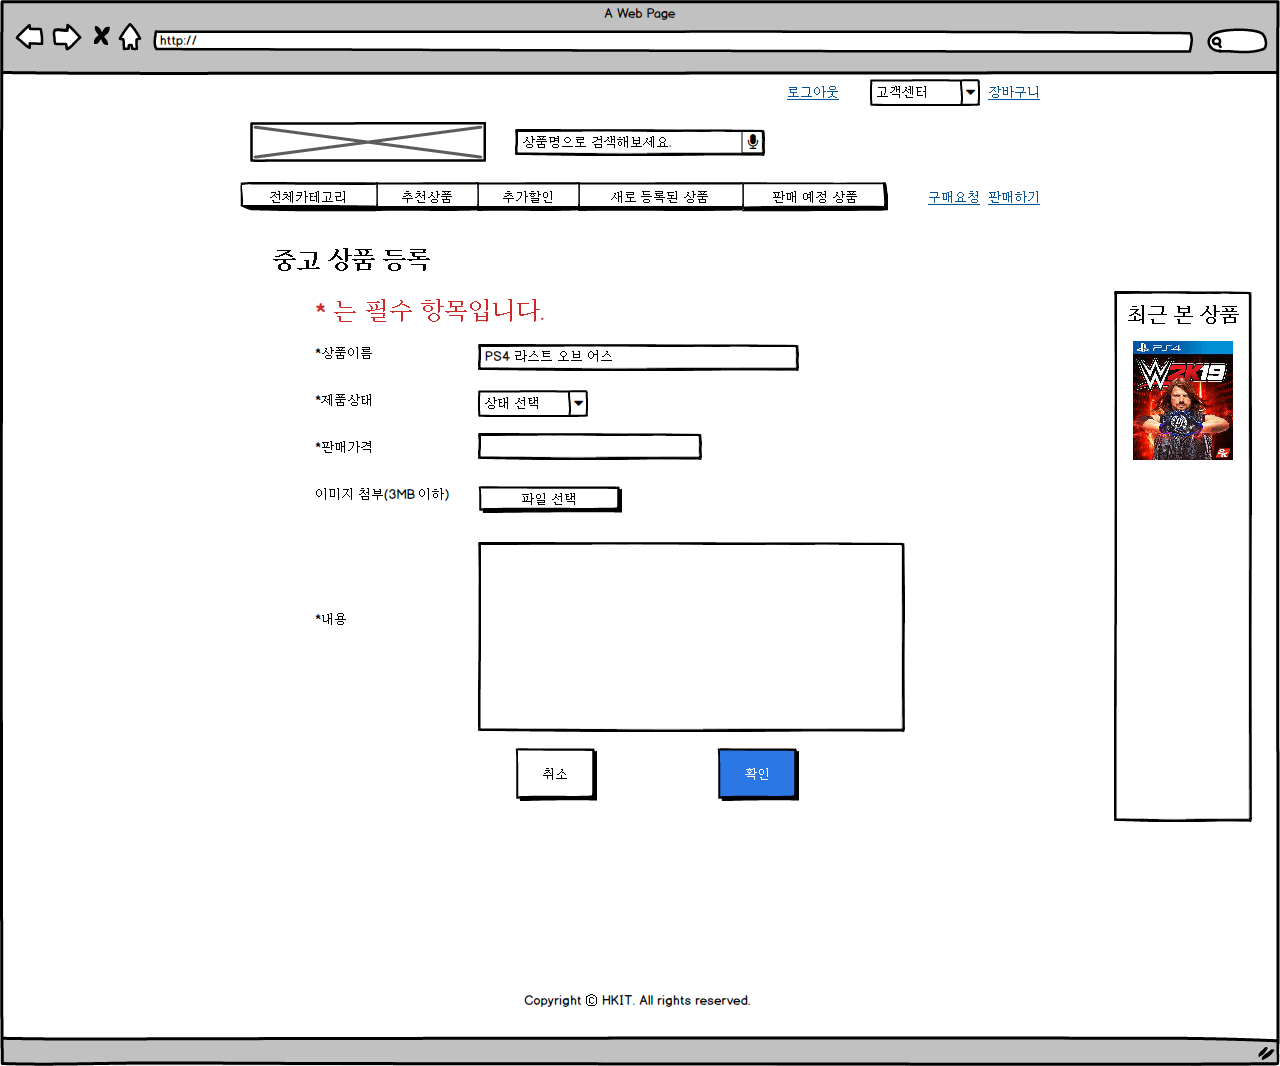 A Web Page
http://
로그아웃 고객센터 장바구니
상품명으로 검색해보세요.
전체카테고리 추천상품 추가할인 새로 등록된 상품 판매 예정 상품 구매요청 판매하기
중고 상품 등록
* 는 필수 항목입니다.
최근 본 상품
PS4
W 2K19
2K
*상품이름 PS4 라스트 오브 어스
*제품상태 상태 선택
*판매가격
이미지 첨부(3MB 이하) 파일 선택
*내용
취소 확인
Copyright ⓒ HKIT. All rights reserved.